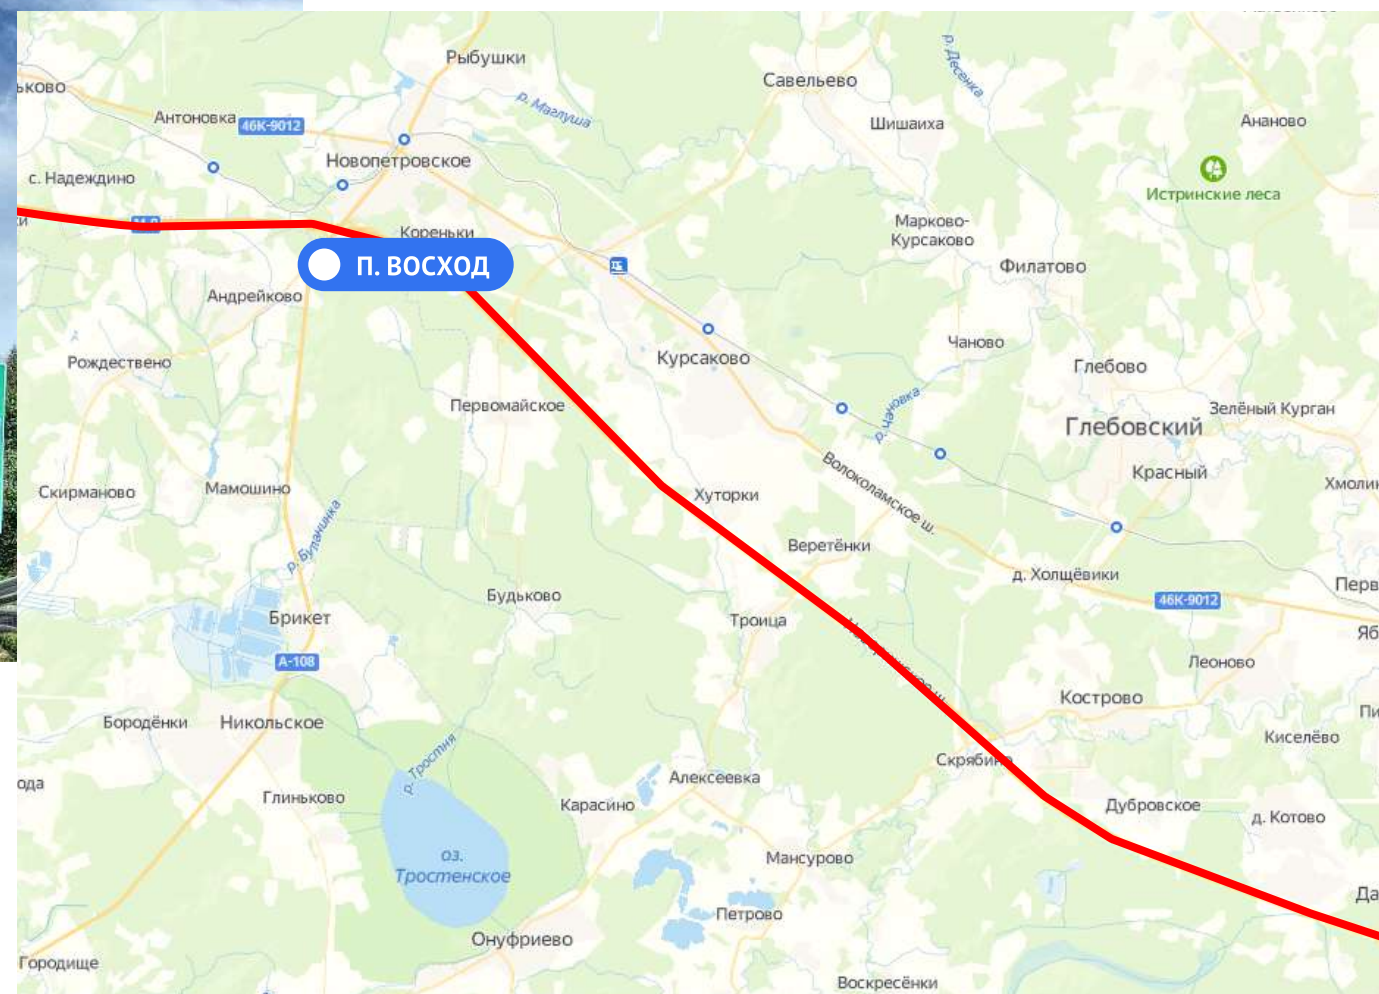 Рыбушки
Савельево
р. Десенка
ьково
р. Маглуша
Антоновка
46К-9012
Шишаиха
Ананово
Новопетровское
с. Надеждино
Истринские леса
Марково-
Курсаково
Кореньки
П. ВОСХОД
Филатово
Андрейково
Чаново
Рождествено
Курсаково
Глебово
Первомайское
р. Чановка
Зелёный Курган
Глебовский
Волоколамское ш.
Красный
Скирманово
Мамошино
Хуторки
Хмолин
р. Буланинка
Веретёнки
д. Холщёвики
Перв
Будьково
46К-9012
Брикет
Троица
Яб
А-108
Леоново
Кострово
Бородёнки
Никольское
Пи
Киселёво
р. Тростня
Скрябино
ода
Алексеевка
Глиньково
Карасино
Дубровское
д. Котово
оз.
Тростенское
Мансурово
Да
Петрово
Онуфриево
Городище
Воскресёнки